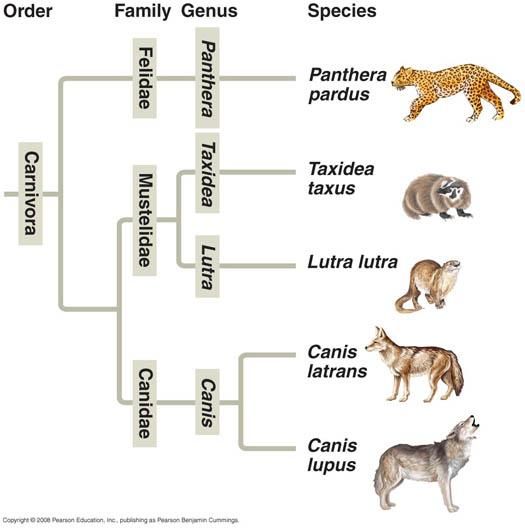 Order Family Genus Species
Felidae
Panthera
Panthera
pardus
Carnivora
Mustelidae
Taxidea
Taxidea
taxus
Lutra
Lutra lutra
Canidae
Canis
Canis
latrans
Canis
lupus
Copyright © 2008 Pearson Education, Inc., publishing as Pearson Benjamin Cummings.